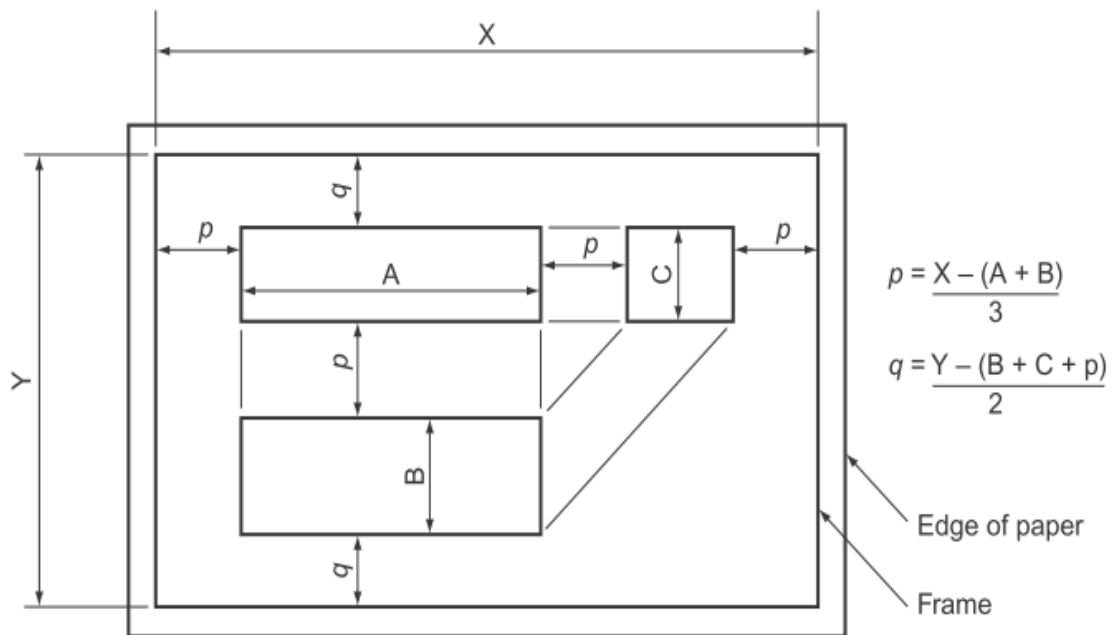 X
q
p
p
p
A
C
Y
p
B
q
p = X – (A + B)
3
q = Y – (B + C + p)
2
Edge of paper
Frame